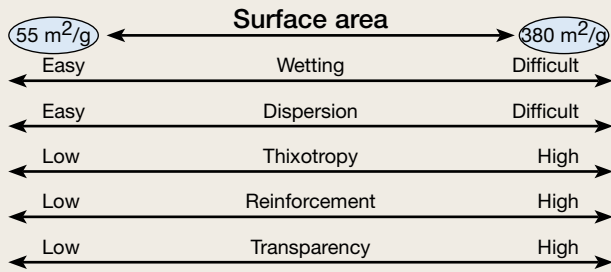 Surface area
55 m²/g 380 m²/g
Easy Wetting Difficult
Easy Dispersion Difficult
Low Thixotropy High
Low Reinforcement High
Low Transparency High